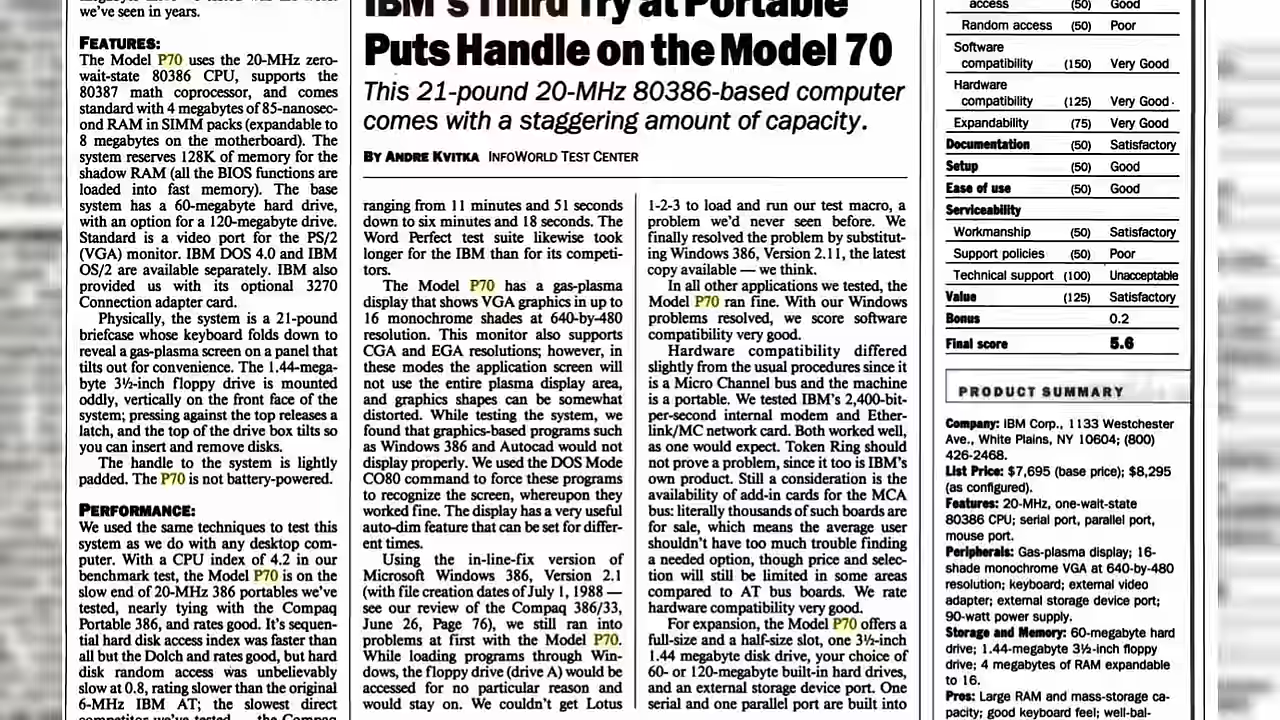 we've seen in years.
FEATURES:
The Model P70 uses the 20-MHz zero-
wait-state 80386 CPU, supports the
80387 math coprocessor, and comes
standard with 4 megabytes of 85-nanosec-
ond RAM in SIMM packs (expandable to
8 megabytes on the motherboard). The
system reserves 128K of memory for the
shadow RAM (all the BIOS functions are
loaded into fast memory). The base
system has a 60-megabyte hard drive,
with an option for a 120-megabyte drive.
Standard is a video port for the PS/2
(VGA) monitor. IBM DOS 4.0 and IBM
OS/2 are available separately. IBM also
provided us with its optional 3270
Connection adapter card.
Physically, the system is a 21-pound
briefcase whose keyboard folds down to
reveal a gas-plasma screen on a panel that
tilts out for convenience. The 1.44-mega-
byte 3½-inch floppy drive is mounted
oddly, vertically on the front face of the
system; pressing against the top releases a
latch, and the top of the drive box tilts so
you can insert and remove disks.
The handle to the system is lightly
padded. The P70 is not battery-powered.
PERFORMANCE:
We used the same techniques to test this
system as we do with any desktop com-
puter. With a CPU index of 4.2 in our
benchmark test, the Model P70 is on the
slow end of 20-MHz 386 portables we've
tested, nearly tying with the Compaq
Portable 386, and rates good. It's sequen-
tial hard disk access index was faster than
all but the Dolch and rates good, but hard
disk random access was unbelievably
slow at 0.8, rating slower than the original
6-MHz IBM AT; the slowest direct
competitor we've tested — the Compaq
IBM's Third Try at Portable
Puts Handle on the Model 70
This 21-pound 20-MHz 80386-based computer
comes with a staggering amount of capacity.
BY ANDRE KVITKA INFOWORLD TEST CENTER
ranging from 11 minutes and 51 seconds
down to six minutes and 18 seconds. The
Word Perfect test suite likewise took
longer for the IBM than for its competi-
tors.
The Model P70 has a gas-plasma
display that shows VGA graphics in up to
16 monochrome shades at 640-by-480
resolution. This monitor also supports
CGA and EGA resolutions; however, in
these modes the application screen will
not use the entire plasma display area,
and graphics shapes can be somewhat
distorted. While testing the system, we
found that graphics-based programs such
as Windows 386 and Autocad would not
display properly. We used the DOS Mode
CO80 command to force these programs
to recognize the screen, whereupon they
worked fine. The display has a very useful
auto-dim feature that can be set for differ-
ent times.
Using the in-line-fix version of
Microsoft Windows 386, Version 2.1
(with file creation dates of July 1, 1988 —
see our review of the Compaq 386/33,
June 26, Page 76), we still ran into
problems at first with the Model P70.
While loading programs through Win-
dows, the floppy drive (drive A) would be
accessed for no particular reason and
would stay on. We couldn't get Lotus
1-2-3 to load and run our test macro, a
problem we'd never seen before. We
finally resolved the problem by substitut-
ing Windows 386, Version 2.11, the latest
copy available — we think.
In all other applications we tested, the
Model P70 ran fine. With our Windows
problems resolved, we score software
compatibility very good.
Hardware compatibility differed
slightly from the usual procedures since it
is a Micro Channel bus and the machine
is a portable. We tested IBM's 2,400-bit-
per-second internal modem and Ether-
link/MC network card. Both worked well,
as one would expect. Token Ring should
not prove a problem, since it too is IBM's
own product. Still a consideration is the
availability of add-in cards for the MCA
bus: literally thousands of such boards are
for sale, which means the average user
shouldn't have too much trouble finding
a needed option, though price and selec-
tion will still be limited in some areas
compared to AT bus boards. We rate
hardware compatibility very good.
For expansion, the Model P70 offers a
full-size and a half-size slot, one 3½-inch
1.44 megabyte disk drive, your choice of
60- or 120-megabyte built-in hard drives,
and an external storage device port. One
serial and one parallel port are built into
access (50) Good
Random access (50) Poor
Software
compatibility (150) Very Good
Hardware
compatibility (125) Very Good
Expandability (75) Very Good
Documentation (50) Satisfactory
Setup (50) Good
Ease of use (50) Good
Serviceability
Workmanship (50) Satisfactory
Support policies (50) Poor
Technical support (100) Unacceptable
Value (125) Satisfactory
Bonus 0.2
Final score 5.6
PRODUCT SUMMARY
Company: IBM Corp., 1133 Westchester
Ave., White Plains, NY 10604; (800)
426-2468.
List Price: $7,695 (base price); $8,295
(as configured).
Features: 20-MHz, one-wait-state
80386 CPU; serial port, parallel port,
mouse port.
Peripherals: Gas-plasma display; 16-
shade monochrome VGA at 640-by-480
resolution; keyboard; external video
adapter; external storage device port;
90-watt power supply.
Storage and Memory: 60-megabyte hard
drive; 1.44-megabyte 3½-inch floppy
drive; 4 megabytes of RAM expandable
to 16.
Pros: Large RAM and mass-storage ca-
pacity; good keyboard feel; well-bal-